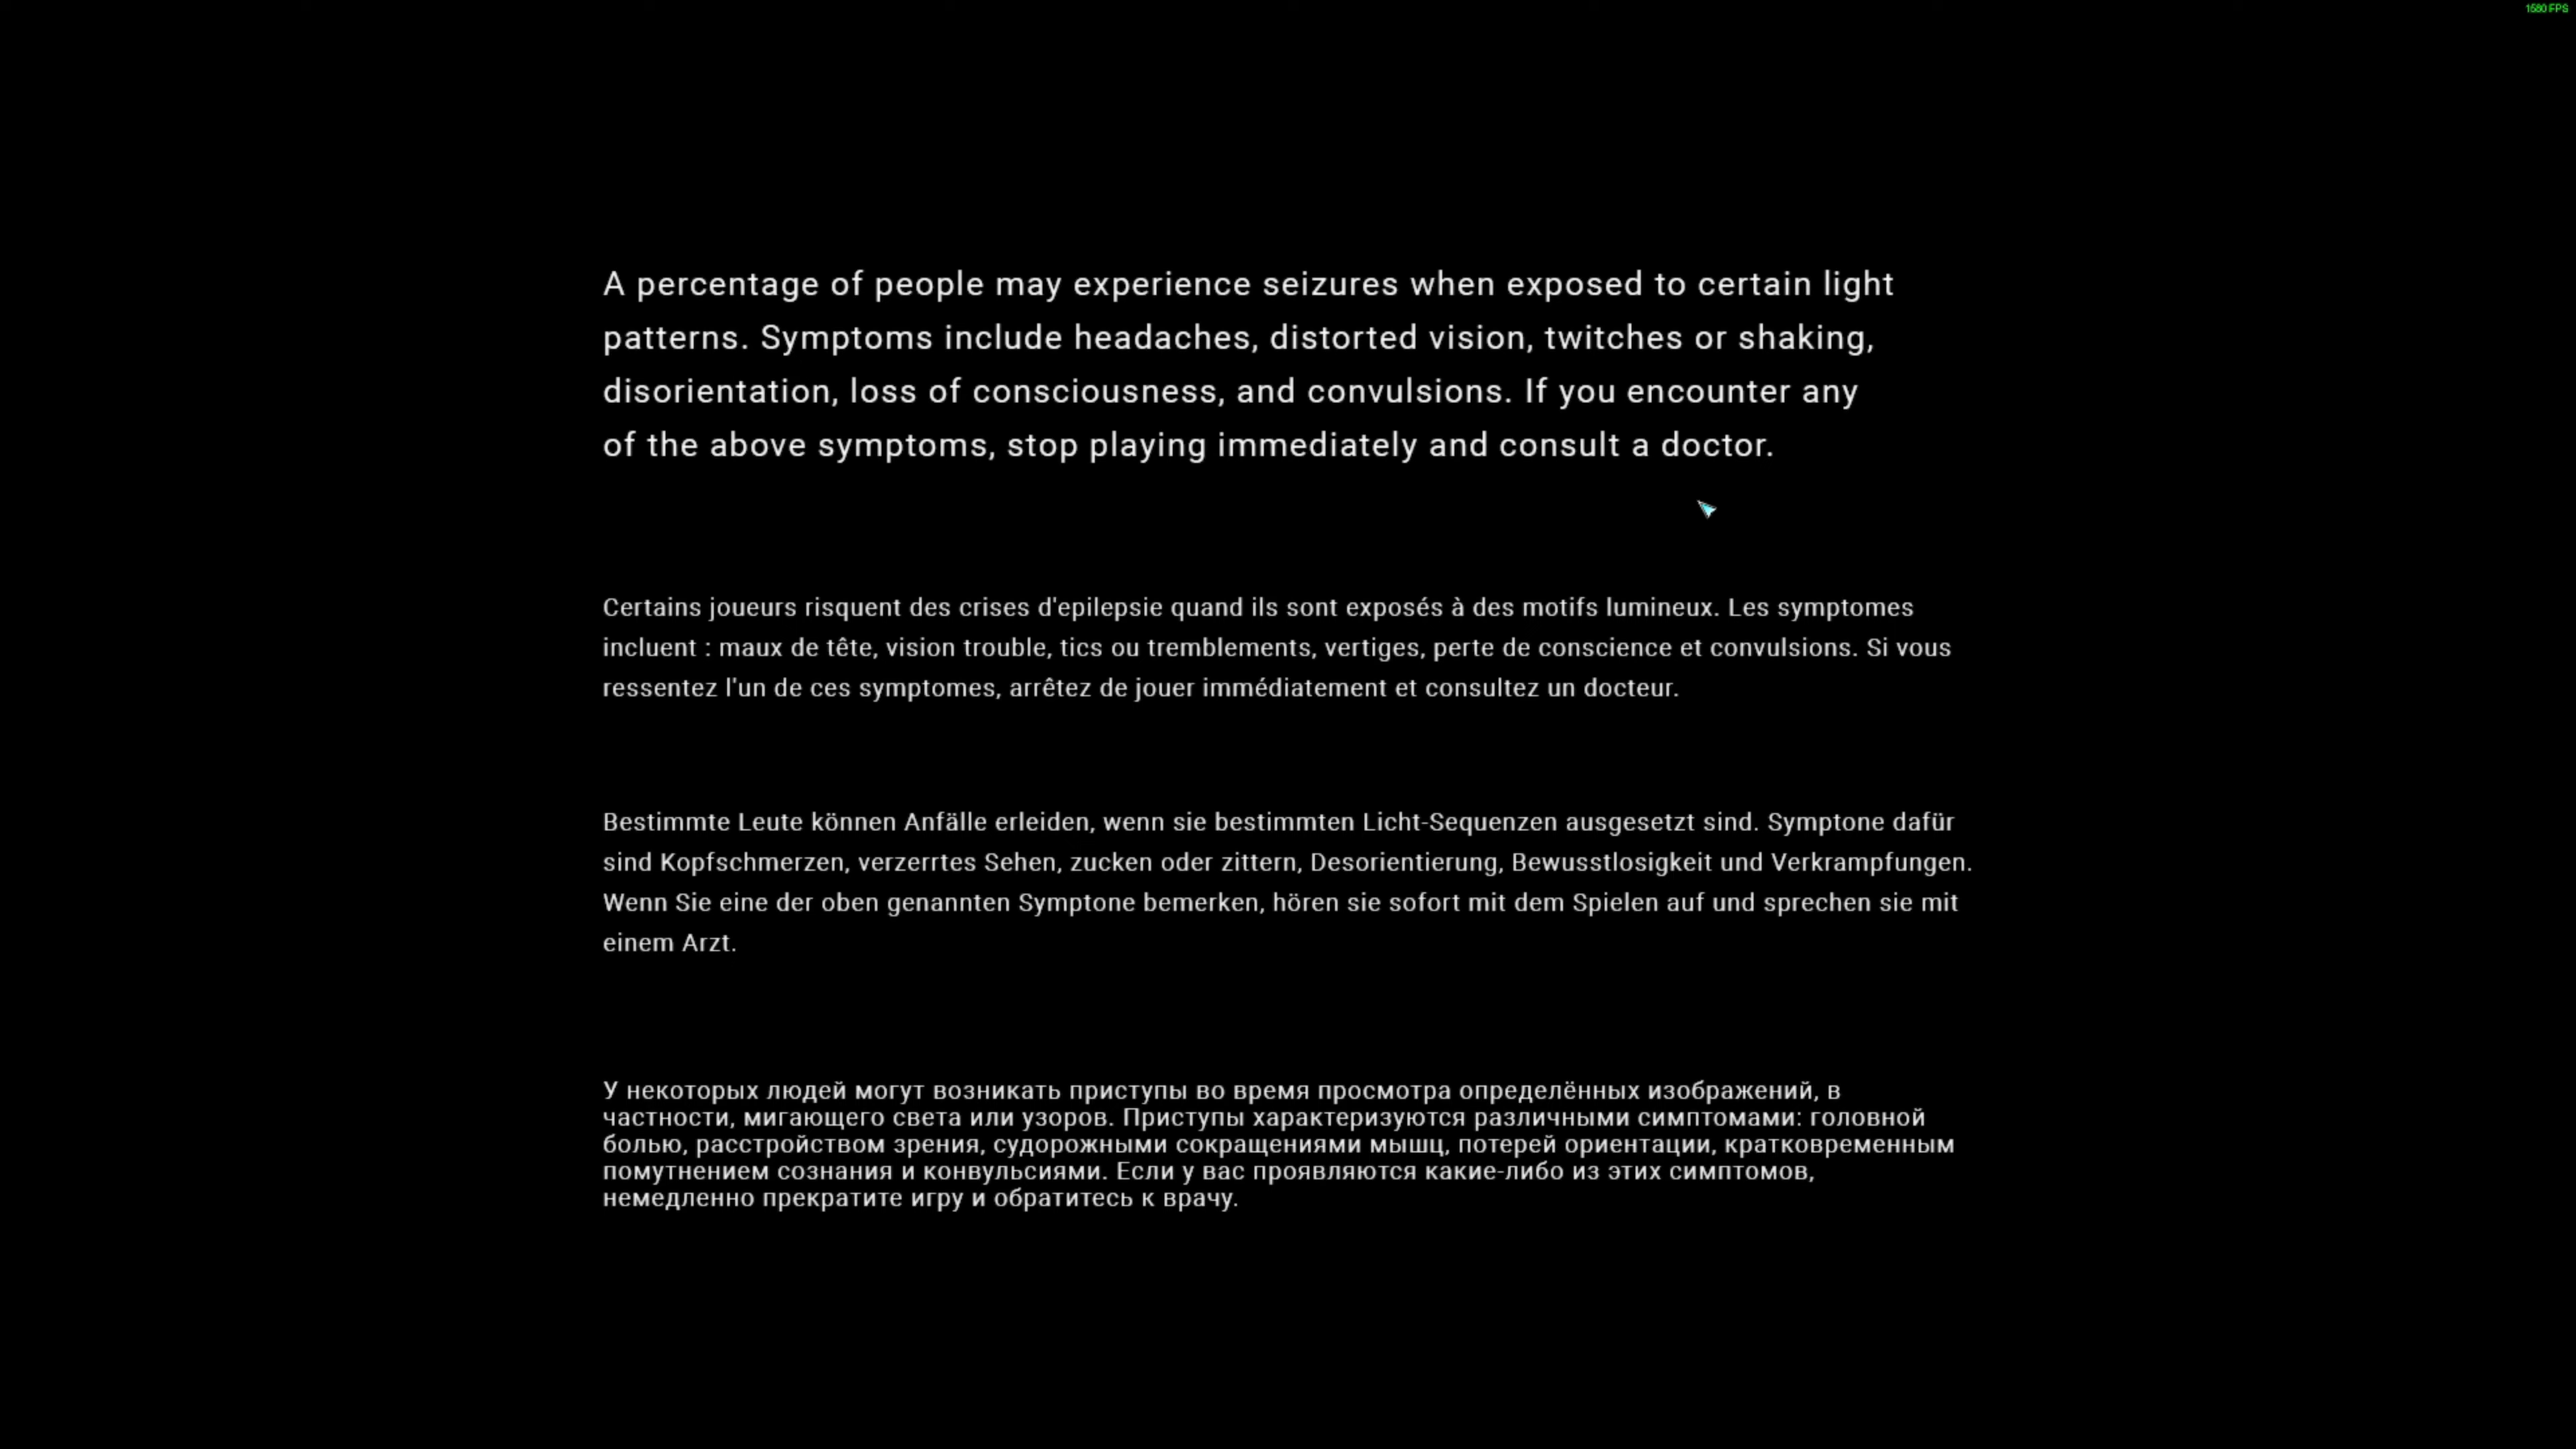 1580 FPS
A percentage of people may experience seizures when exposed to certain light
patterns. Symptoms include headaches, distorted vision, twitches or shaking,
disorientation, loss of consciousness, and convulsions. If you encounter any
of the above symptoms, stop playing immediately and consult a doctor.
Certains joueurs risquent des crises d'epilepsie quand ils sont exposés à des motifs lumineux. Les symptomes
incluent : maux de tête, vision trouble, tics ou tremblements, vertiges, perte de conscience et convulsions. Si vous
ressentez l'un de ces symptomes, arrêtez de jouer immédiatement et consultez un docteur.
Bestimmte Leute können Anfälle erleiden, wenn sie bestimmten Licht-Sequenzen ausgesetzt sind. Symptone dafür
sind Kopfschmerzen, verzerrtes Sehen, zucken oder zittern, Desorientierung, Bewusstlosigkeit und Verkrampfungen.
Wenn Sie eine der oben genannten Symptone bemerken, hören sie sofort mit dem Spielen auf und sprechen sie mit
einem Arzt.
У некоторых людей могут возникать приступы во время просмотра определённых изображений, в
частности, мигающего света или узоров. Приступы характеризуются различными симптомами: головной
болью, расстройством зрения, судорожными сокращениями мышц, потерей ориентации, кратковременным
помутнением сознания и конвульсиями. Если у вас проявляются какие-либо из этих симптомов,
немедленно прекратите игру и обратитесь к врачу.